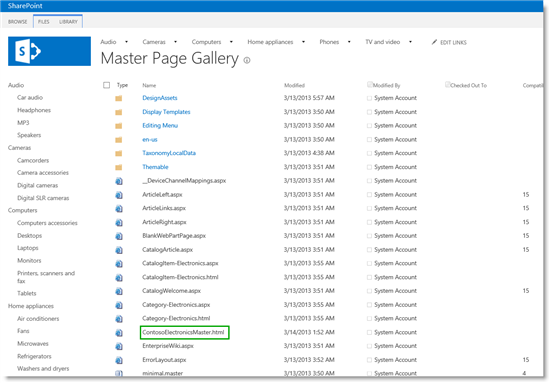 SharePoint
BROWSE FILES LIBRARY
Audio Cameras Computers Home appliances Phones TV and video EDIT LINKS
Master Page Gallery
Audio
Car audio
Headphones
MP3
Speakers
Cameras
Camcorders
Camera accessories
Digital cameras
Digital SLR cameras
Computers
Computers accessories
Desktops
Laptops
Monitors
Printers, scanners and
fax
Tablets
Home appliances
Air conditioners
Fans
Microwaves
Refrigerators
Washers and dryers
Type Name Modified Modified By Checked Out To Compatil
DesignAssets 3/13/2013 5:57 AM System Account
Display Templates 3/13/2013 3:50 AM System Account
Editing Menu 3/13/2013 3:50 AM System Account
en-us 3/13/2013 3:50 AM System Account
TaxonomyLocalData 3/13/2013 4:38 AM System Account
Themable 3/13/2013 3:51 AM System Account
__DeviceChannelMappings.aspx 3/13/2013 3:51 AM System Account
ArticleLeft.aspx 3/13/2013 3:51 AM System Account 15
ArticleLinks.aspx 3/13/2013 3:51 AM System Account 15
ArticleRight.aspx 3/13/2013 3:51 AM System Account 15
BlankWebPartPage.aspx 3/13/2013 3:51 AM System Account 15
CatalogArticle.aspx 3/13/2013 3:51 AM System Account 15
CatalogItem-Electronics.aspx 3/13/2013 3:55 AM System Account
CatalogItem-Electronics.html 3/13/2013 3:55 AM System Account
CatalogWelcome.aspx 3/13/2013 3:51 AM System Account 15
Category-Electronics.aspx 3/13/2013 3:55 AM System Account
Category-Electronics.html 3/13/2013 3:55 AM System Account
ContosoElectronicsMaster.html 3/14/2013 1:52 AM System Account
EnterpriseWiki.aspx 3/13/2013 3:51 AM System Account
ErrorLayout.aspx 3/13/2013 3:51 AM System Account 15
minimal.master 3/13/2013 3:51 AM System Account 4